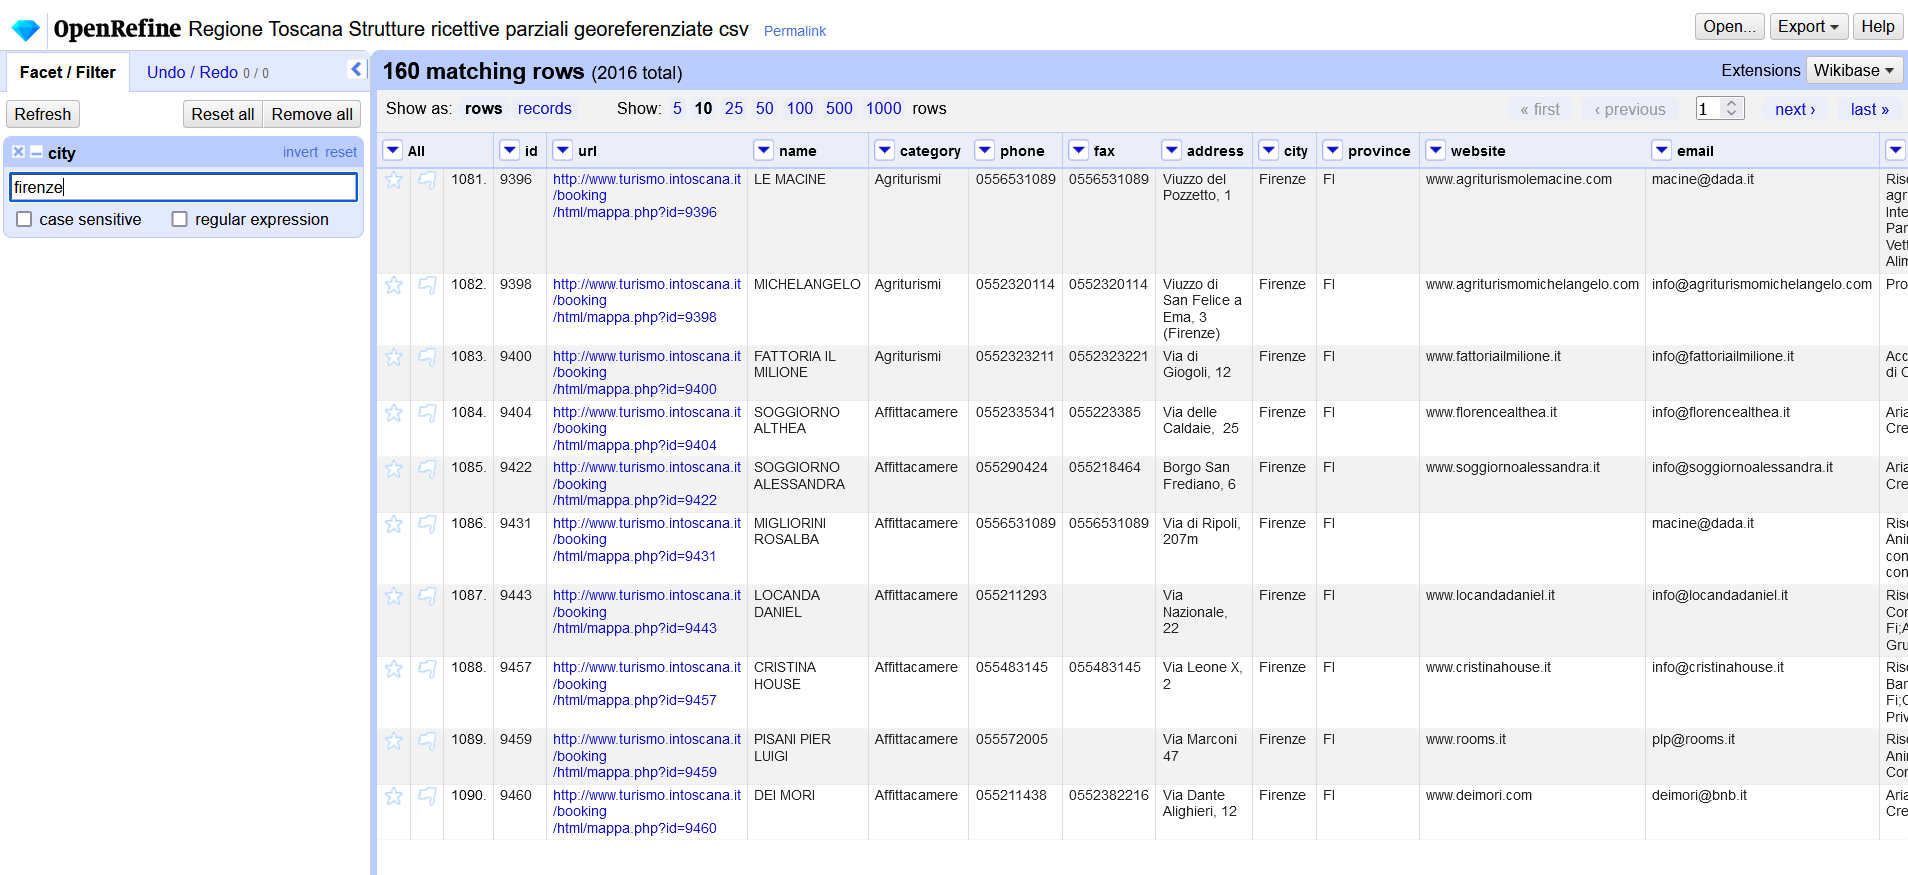 OpenRefine Regione Toscana Strutture ricettive parziali georeferenziate csv Permalink Open... Export Help
Facet / Filter Undo / Redo 0 / 0
160 matching rows (2016 total) Extensions Wikibase
Refresh Reset all Remove all
Show as: rows records Show: 5 10 25 50 100 500 1000 rows « first ‹ previous 1 next › last »
city invert reset
firenze
case sensitive regular expression
All id url name category phone fax address city province website email
1081. 9396 http://www.turismo.intoscana.it LE MACINE Agriturismi 0556531089 0556531089 Viuzzo del Firenze FI www.agriturismolemacine.com macine@dada.it Riso
/booking Pozzetto, 1 agr
/html/mappa.php?id=9396 Inte
Par
Vett
Alim
1082. 9398 http://www.turismo.intoscana.it MICHELANGELO Agriturismi 0552320114 0552320114 Viuzzo di Firenze FI www.agriturismomichelangelo.com info@agriturismomichelangelo.com Pro
/booking San Felice a
/html/mappa.php?id=9398 Ema, 3
(Firenze)
1083. 9400 http://www.turismo.intoscana.it FATTORIA IL Agriturismi 0552323211 0552323221 Via di Firenze FI www.fattoriailmilione.it info@fattoriailmilione.it Acc
/booking MILIONE Giogoli, 12 di C
/html/mappa.php?id=9400
1084. 9404 http://www.turismo.intoscana.it SOGGIORNO Affittacamere 0552335341 055223385 Via delle Firenze FI www.florencealthea.it info@florencealthea.it Aria
/booking ALTHEA Caldaie, 25 Cre
/html/mappa.php?id=9404
1085. 9422 http://www.turismo.intoscana.it SOGGIORNO Affittacamere 055290424 055218464 Borgo San Firenze FI www.soggiornoalessandra.it info@soggiornoalessandra.it Aria
/booking ALESSANDRA Frediano, 6 Cre
/html/mappa.php?id=9422
1086. 9431 http://www.turismo.intoscana.it MIGLIORINI Affittacamere 0556531089 0556531089 Via di Ripoli, Firenze FI macine@dada.it Riso
/booking ROSALBA 207m Anin
/html/mappa.php?id=9431 con
con
1087. 9443 http://www.turismo.intoscana.it LOCANDA Affittacamere 055211293 Via Firenze FI www.locandadaniel.it info@locandadaniel.it Riso
/booking DANIEL Nazionale, Cor
/html/mappa.php?id=9443 22 Fi;A
Gru
1088. 9457 http://www.turismo.intoscana.it CRISTINA Affittacamere 055483145 055483145 Via Leone X, Firenze FI www.cristinahouse.it info@cristinahouse.it Riso
/booking HOUSE 2 Bar
/html/mappa.php?id=9457 Fi;C
Priv
1089. 9459 http://www.turismo.intoscana.it PISANI PIER Affittacamere 055572005 Via Marconi Firenze FI www.rooms.it plp@rooms.it Riso
/booking LUIGI 47 Anin
/html/mappa.php?id=9459 Cor
1090. 9460 http://www.turismo.intoscana.it DEI MORI Affittacamere 055211438 0552382216 Via Dante Firenze FI www.deimori.com deimori@bnb.it Aria
/booking Alighieri, 12 Cre
/html/mappa.php?id=9460